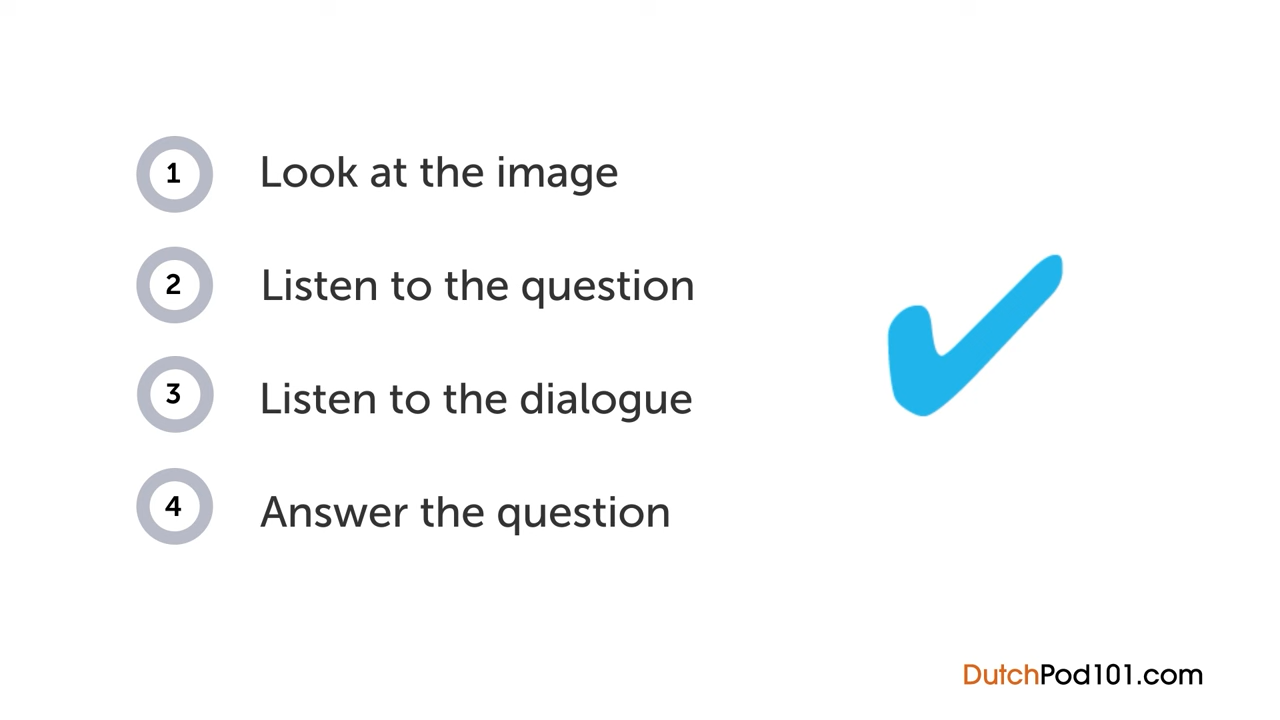 1 Look at the image
2 Listen to the question
3 Listen to the dialogue
4 Answer the question
DutchPod101.com